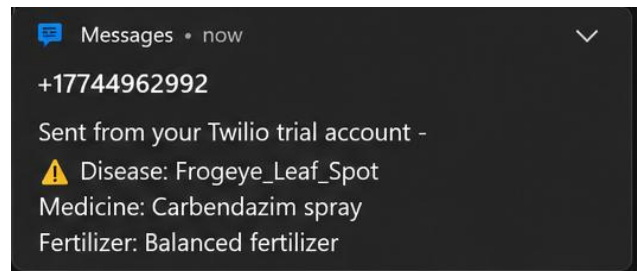 Messages • now
+17744962992
Sent from your Twilio trial account -
⚠️ Disease: Frogeye_Leaf_Spot
Medicine: Carbendazim spray
Fertilizer: Balanced fertilizer